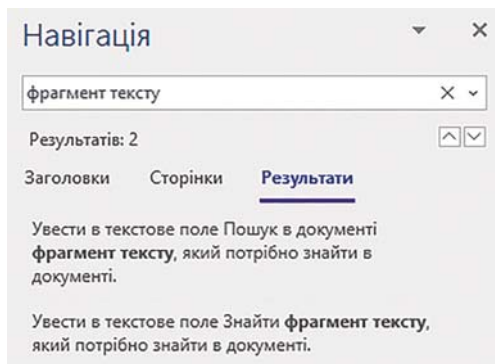 Навігація
фрагмент тексту
Результатів: 2
Заголовки Сторінки Результати
Увести в текстове поле Пошук в документі
фрагмент тексту, який потрібно знайти в
документі.
Увести в текстове поле Знайти фрагмент тексту,
який потрібно знайти в документі.